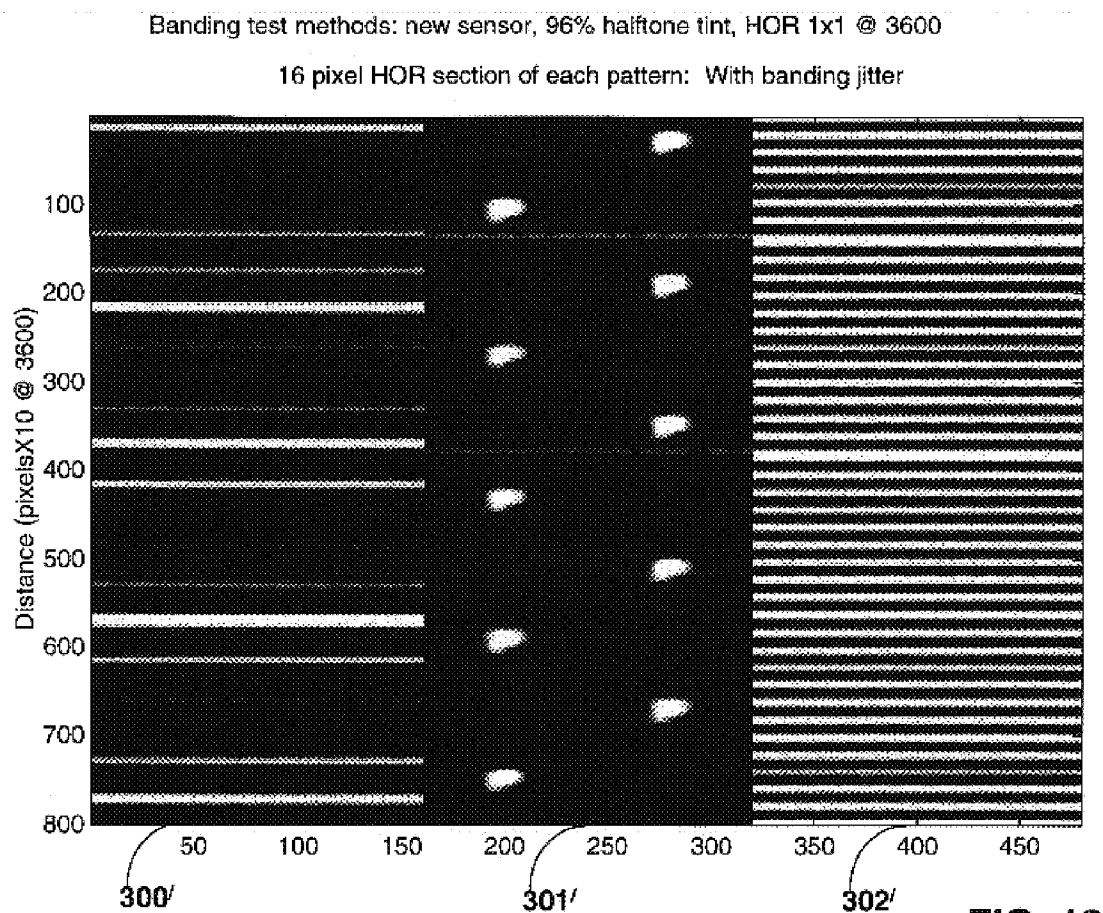 Banding test methods: new sensor, 96% halftone tint, HOR 1x1 @ 3600
16 pixel HOR section of each pattern: With banding jitter
Distance (pixelsX10 @ 3600)
100
200
300
400
500
600
700
800
50 100 150 200 250 300 350 400 450
300′ 301′ 302′